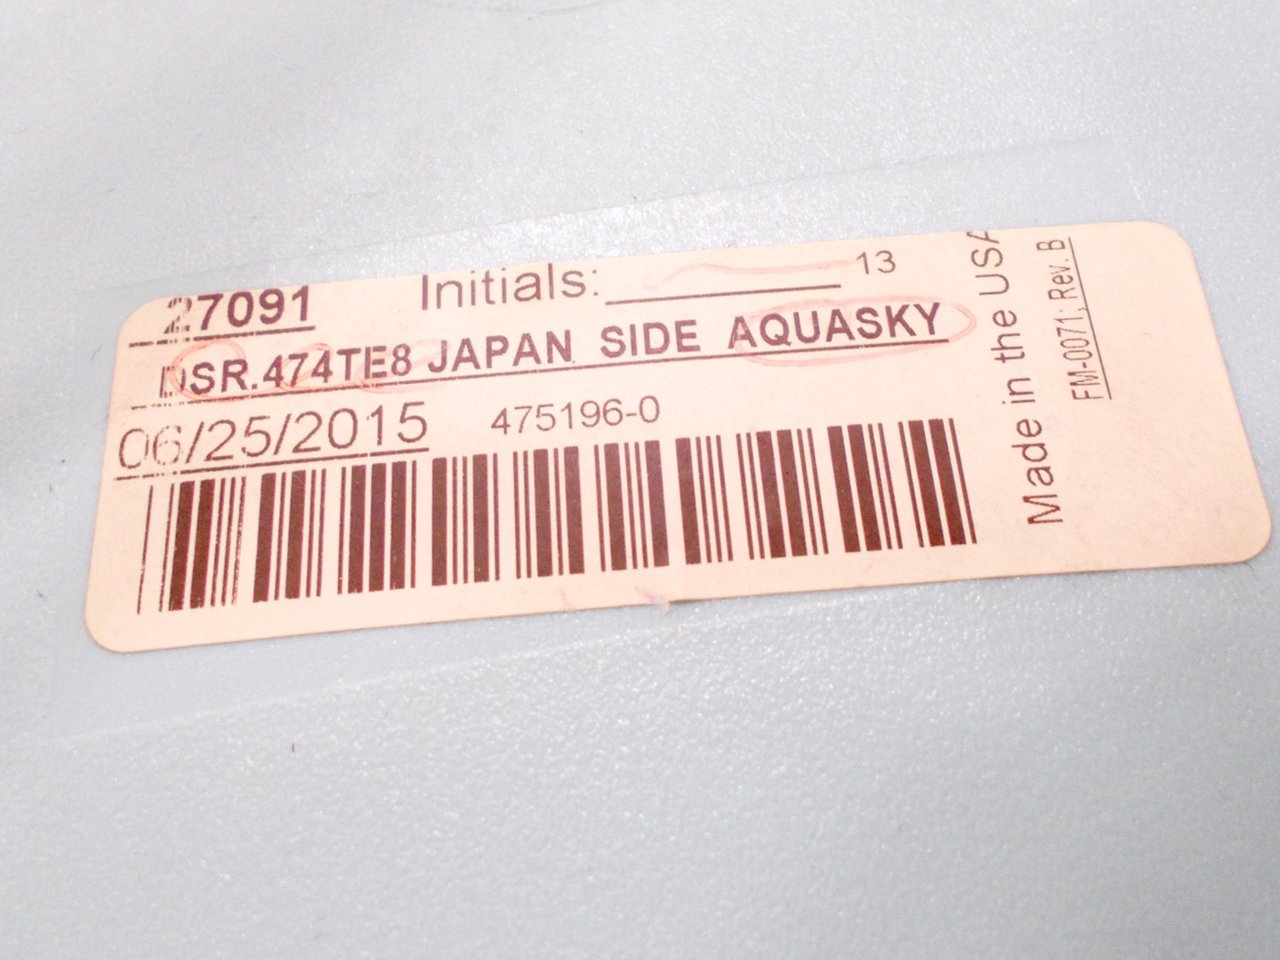 27091 Initials: 13
DSR.474TE8 JAPAN SIDE AQUASKY
06/25/2015 475196-0
Made in the USA
FM-0071; Rev. B